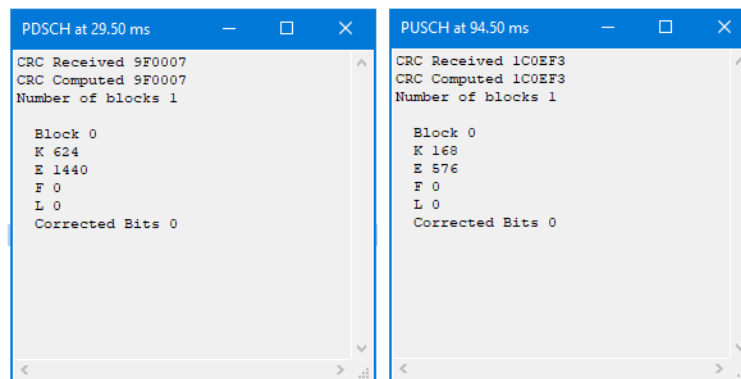 PDSCH at 29.50 ms
CRC Received 9F0007
CRC Computed 9F0007
Number of blocks 1
Block 0
K 624
E 1440
F 0
L 0
Corrected Bits 0
PUSCH at 94.50 ms
CRC Received 1C0EF3
CRC Computed 1C0EF3
Number of blocks 1
Block 0
K 168
E 576
F 0
L 0
Corrected Bits 0